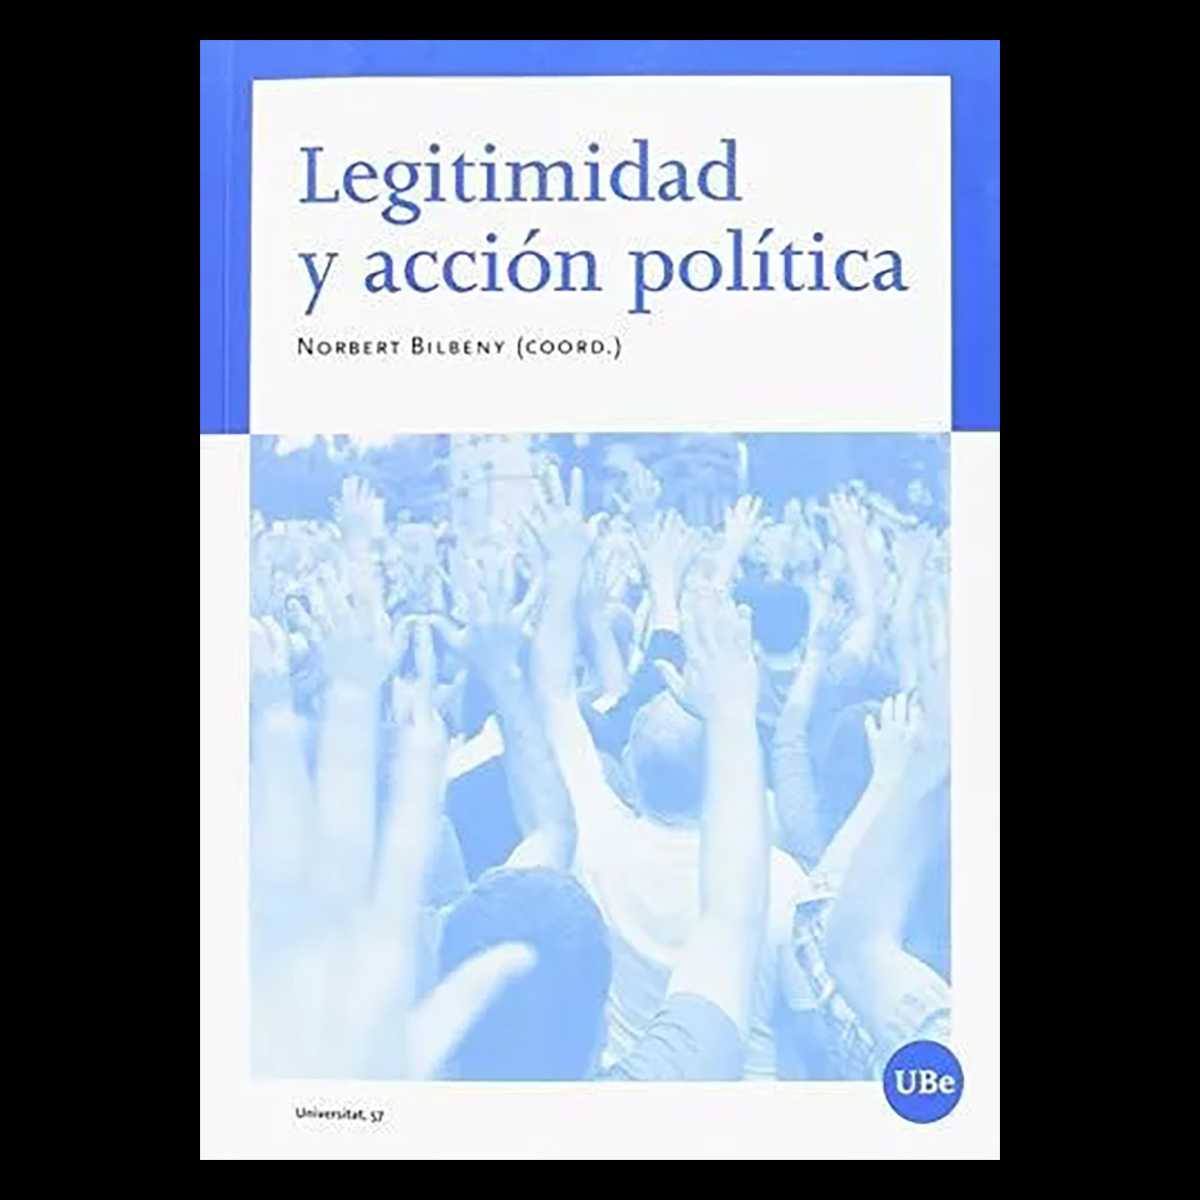 Legitimidad
y acción política
NORBERT BILBENY (COORD.)
UBe
Universitat, 57